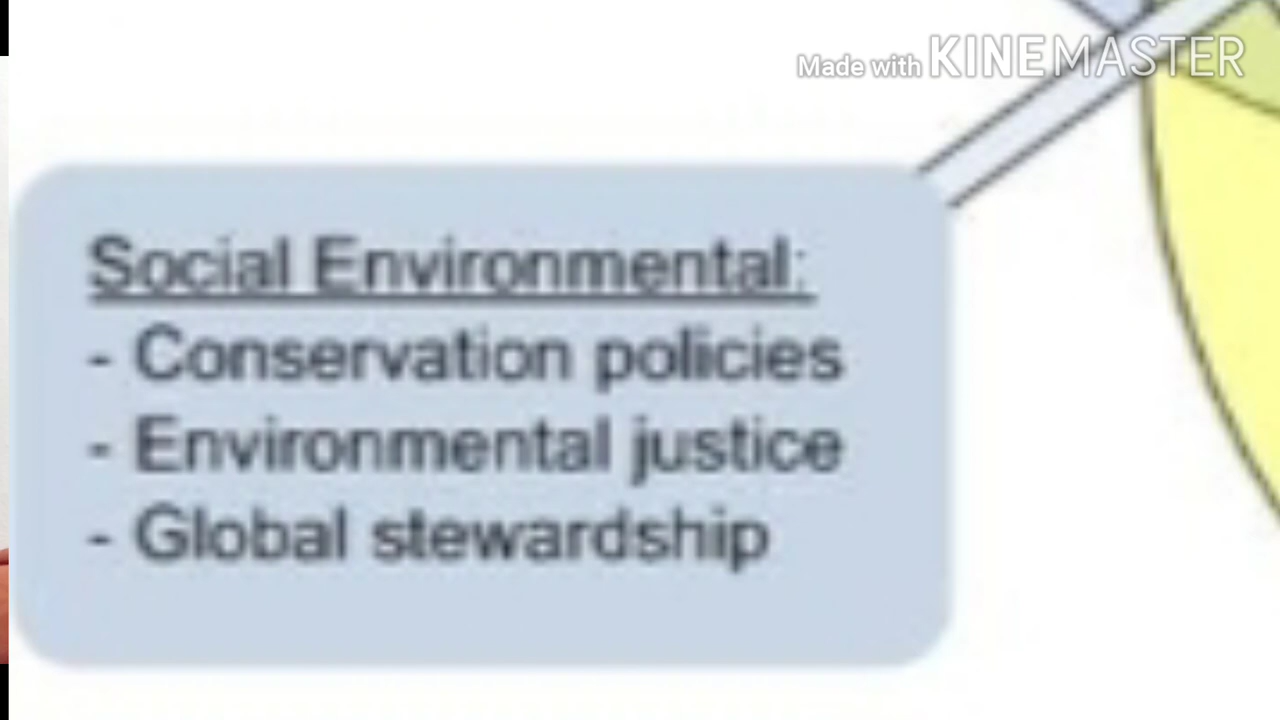 Made with KINEMASTER
Social Environmental:
- Conservation policies
- Environmental justice
- Global stewardship